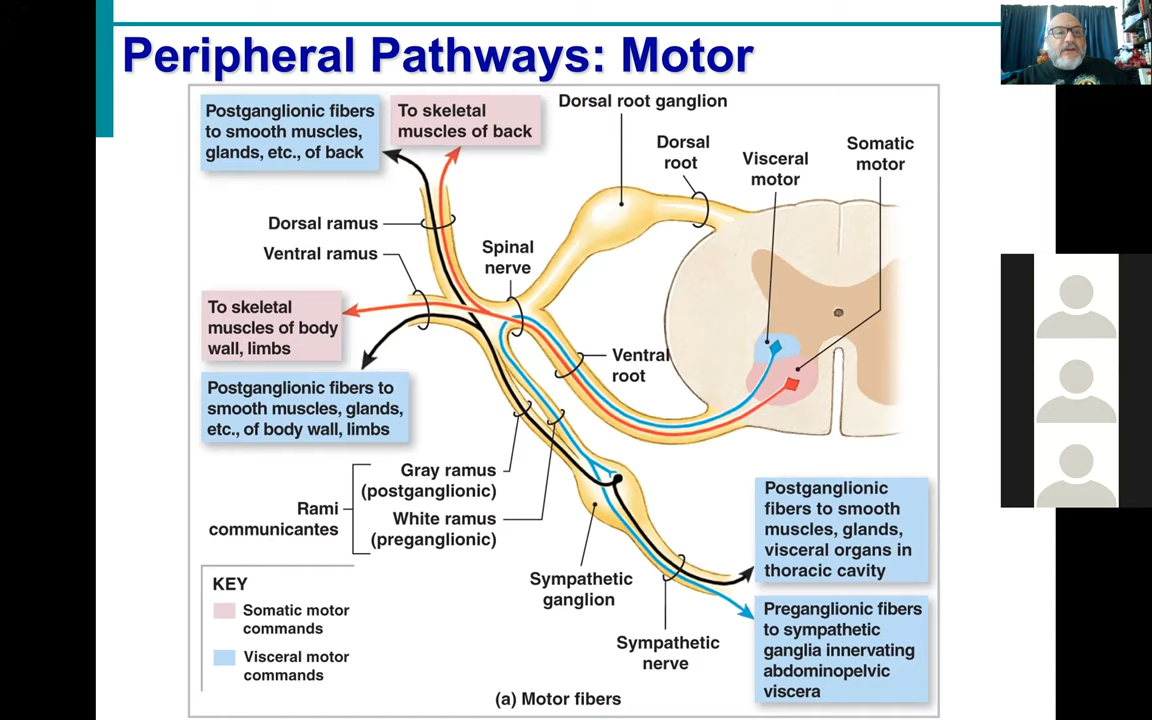 Peripheral Pathways: Motor
Postganglionic fibers
to smooth muscles,
glands, etc., of back
To skeletal
muscles of back
Dorsal root ganglion
Dorsal
root
Visceral
motor
Somatic
motor
Dorsal ramus
Ventral ramus
Spinal
nerve
To skeletal
muscles of body
wall, limbs
Ventral
root
Postganglionic fibers to
smooth muscles, glands,
etc., of body wall, limbs
Gray ramus
(postganglionic)
Rami
communicantes
White ramus
(preganglionic)
Postganglionic
fibers to smooth
muscles, glands,
visceral organs in
thoracic cavity
KEY
Somatic motor
commands
Visceral motor
commands
Sympathetic
ganglion
Sympathetic
nerve
Preganglionic fibers
to sympathetic
ganglia innervating
abdominopelvic
viscera
(a) Motor fibers